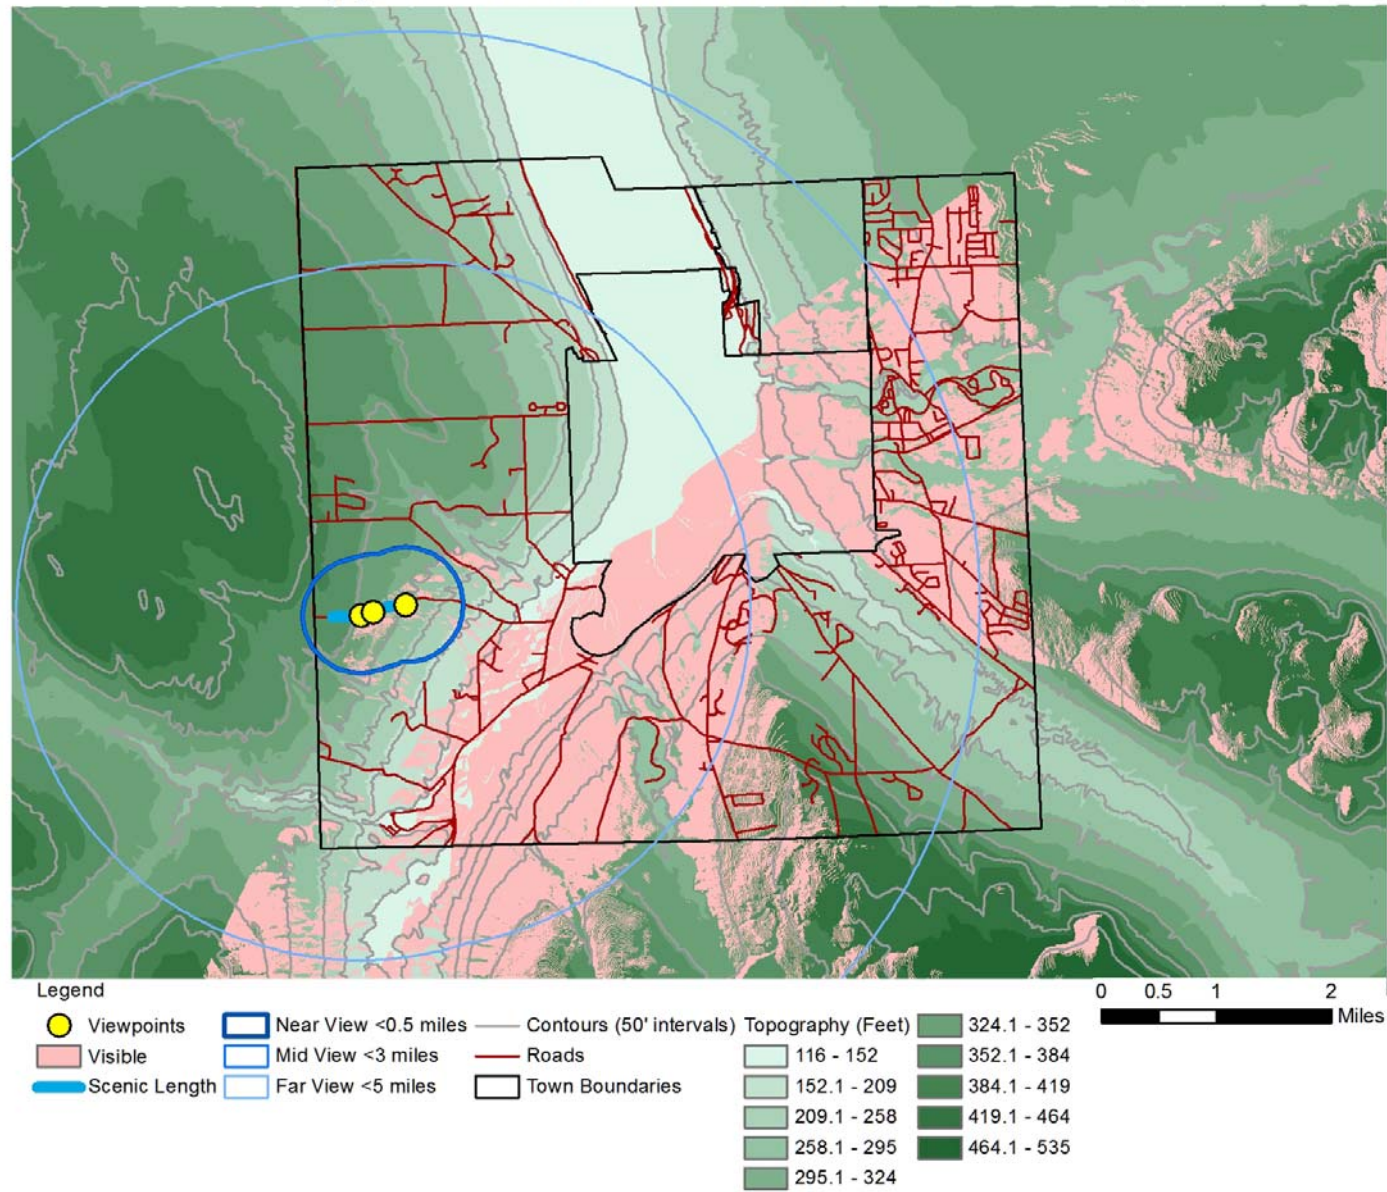 Legend
Viewpoints
Visible
Scenic Length
Near View <0.5 miles
Mid View <3 miles
Far View <5 miles
Contours (50' intervals)
Roads
Town Boundaries
Topography (Feet)
116 - 152
152.1 - 209
209.1 - 258
258.1 - 295
295.1 - 324
324.1 - 352
352.1 - 384
384.1 - 419
419.1 - 464
464.1 - 535
0 0.5 1 2
Miles